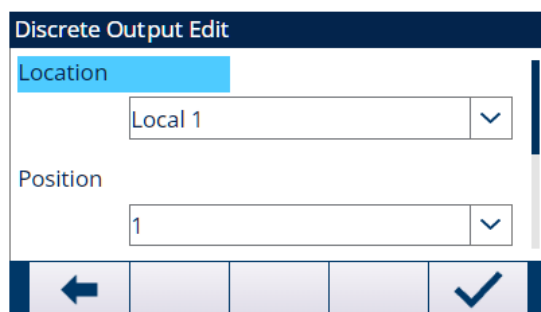 Discrete Output Edit
Location
Local 1
Position
1